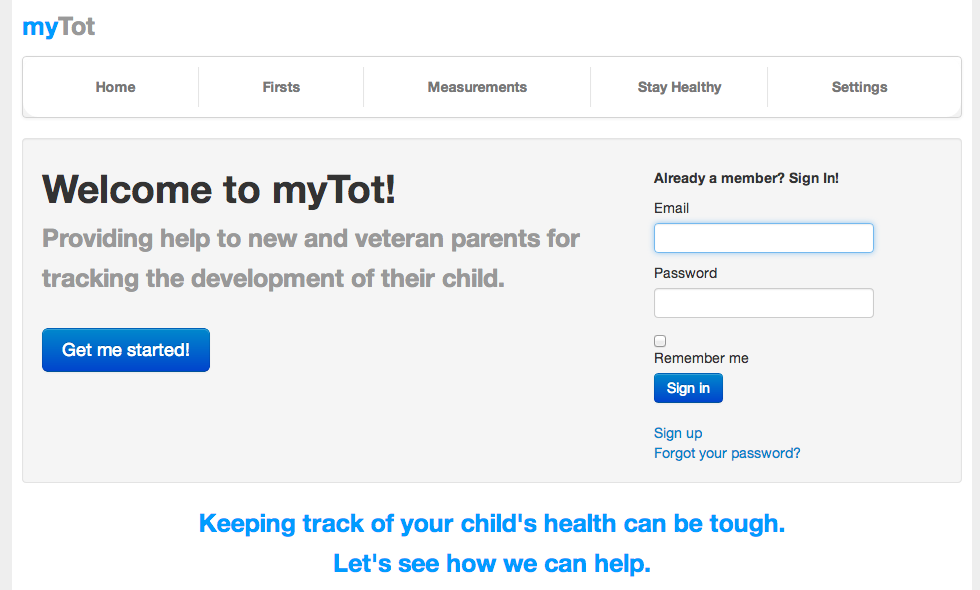 myTot
Home Firsts Measurements Stay Healthy Settings
Welcome to myTot!
Providing help to new and veteran parents for
tracking the development of their child.
Get me started!
Already a member? Sign In!
Email
Password
Remember me
Sign in
Sign up
Forgot your password?
Keeping track of your child's health can be tough.
Let's see how we can help.